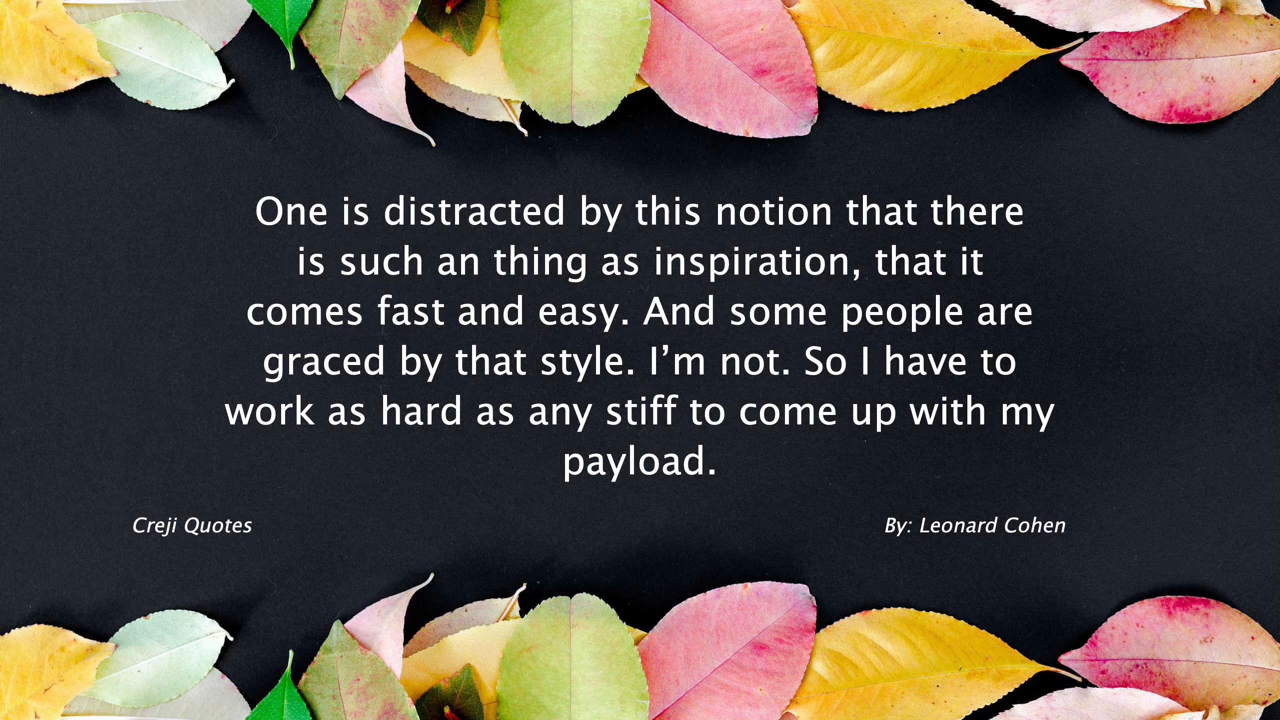 One is distracted by this notion that there
is such an thing as inspiration, that it
comes fast and easy. And some people are
graced by that style. I’m not. So I have to
work as hard as any stiff to come up with my
payload.
Creji Quotes
By: Leonard Cohen